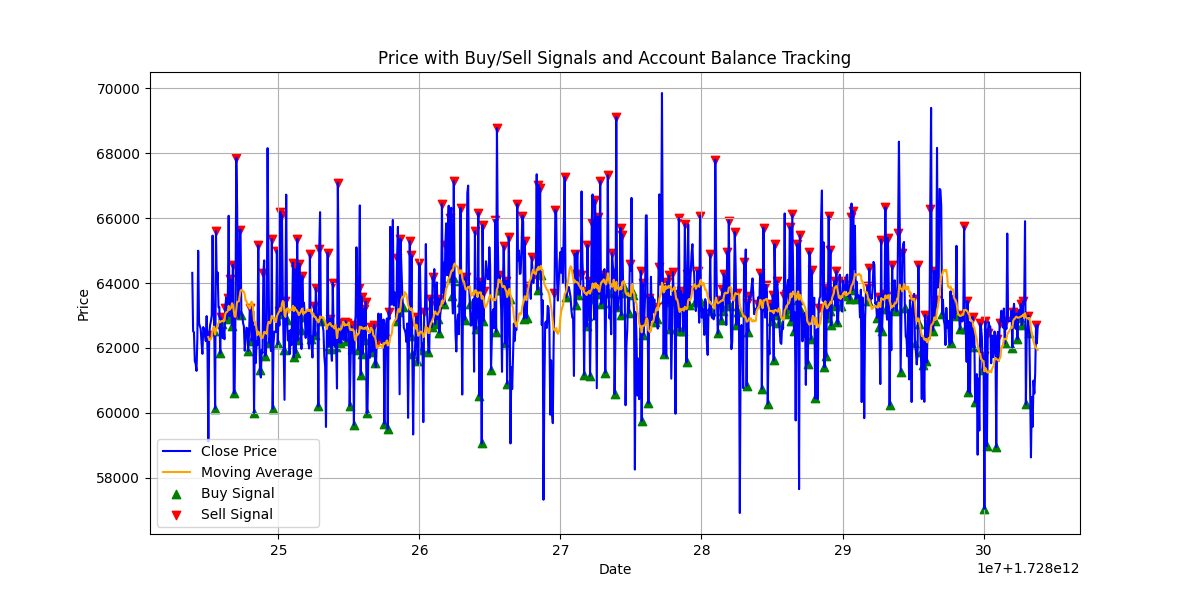 Price with Buy/Sell Signals and Account Balance Tracking
70000
68000
66000
64000
62000
60000
58000
Price
Close Price
Moving Average
Buy Signal
Sell Signal
25 26 27 28 29 30
Date
1e7+1.728e12